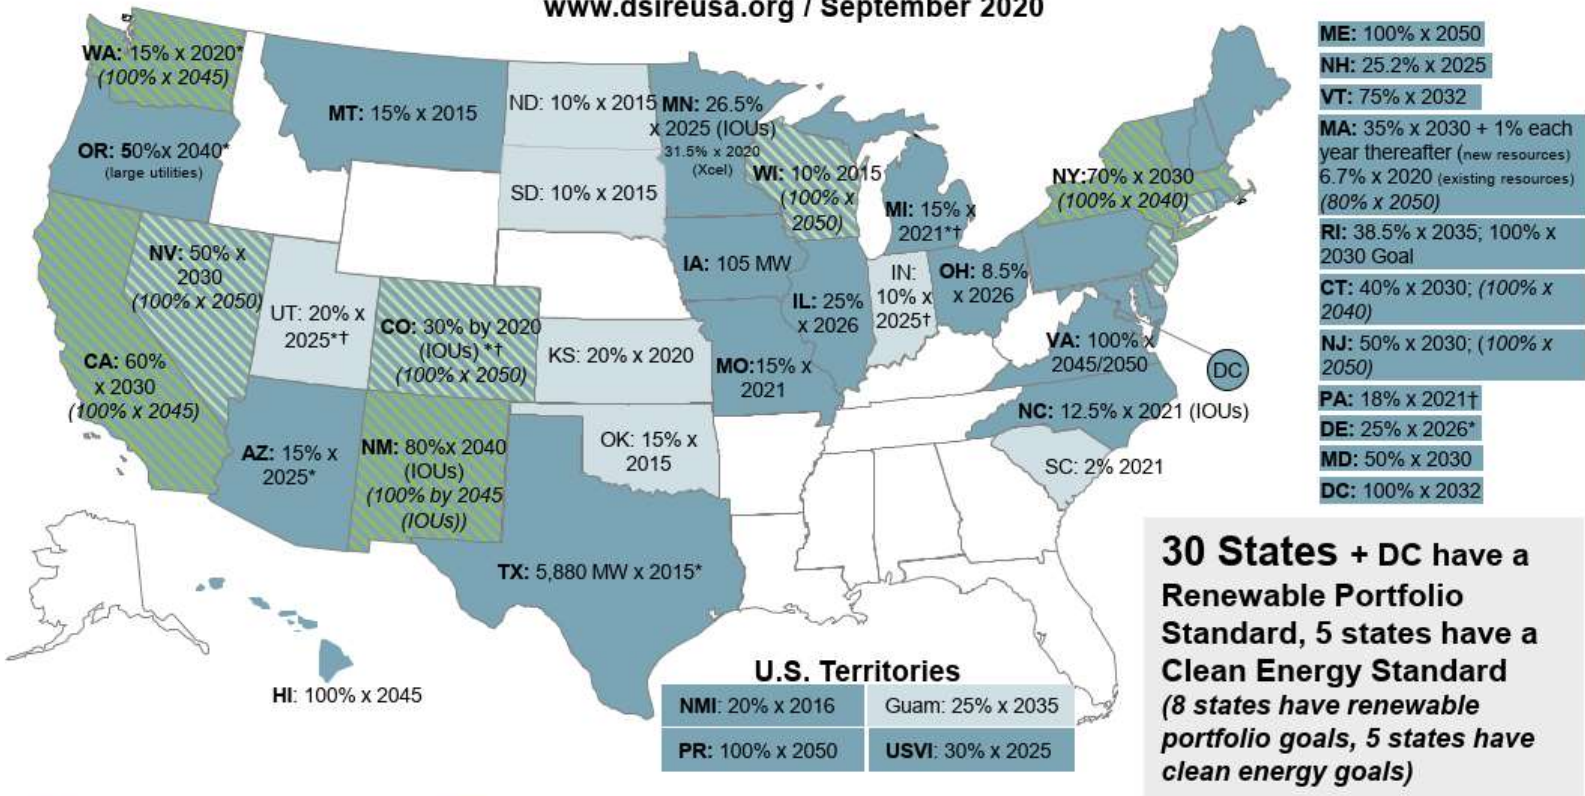 www.dsireusa.org / September 2020
WA: 15% x 2020*
(100% x 2045)
OR: 50%x 2040*
(large utilities)
MT: 15% x 2015
ND: 10% x 2015
SD: 10% x 2015
MN: 26.5%
x 2025 (IOUs)
31.5% x 2020
(Xcel)
WI: 10% 2015
(100% x
2050)
MI: 15% x
2021*†
NY:70% x 2030
(100% x 2040)
NV: 50% x
2030
(100% x 2050)
UT: 20% x
2025*†
CO: 30% by 2020
(IOUs) *†
(100% x 2050)
CA: 60%
x 2030
(100% x 2045)
IA: 105 MW
IL: 25%
x 2026
IN:
10% x
2025†
OH: 8.5%
x 2026
KS: 20% x 2020
MO:15% x
2021
VA: 100% x
2045/2050
DC
NC: 12.5% x 2021 (IOUs)
AZ: 15% x
2025*
NM: 80%x 2040
(IOUs)
(100% by 2045
(IOUs))
OK: 15% x
2015
SC: 2% 2021
TX: 5,880 MW x 2015*
HI: 100% x 2045
ME: 100% x 2050
NH: 25.2% x 2025
VT: 75% x 2032
MA: 35% x 2030 + 1% each
year thereafter (new resources)
6.7% x 2020 (existing resources)
(80% x 2050)
RI: 38.5% x 2035; 100% x
2030 Goal
CT: 40% x 2030; (100% x
2040)
NJ: 50% x 2030; (100% x
2050)
PA: 18% x 2021†
DE: 25% x 2026*
MD: 50% x 2030
DC: 100% x 2032
U.S. Territories
NMI: 20% x 2016
Guam: 25% x 2035
PR: 100% x 2050
USVI: 30% x 2025
30 States + DC have a
Renewable Portfolio
Standard, 5 states have a
Clean Energy Standard
(8 states have renewable
portfolio goals, 5 states have
clean energy goals)